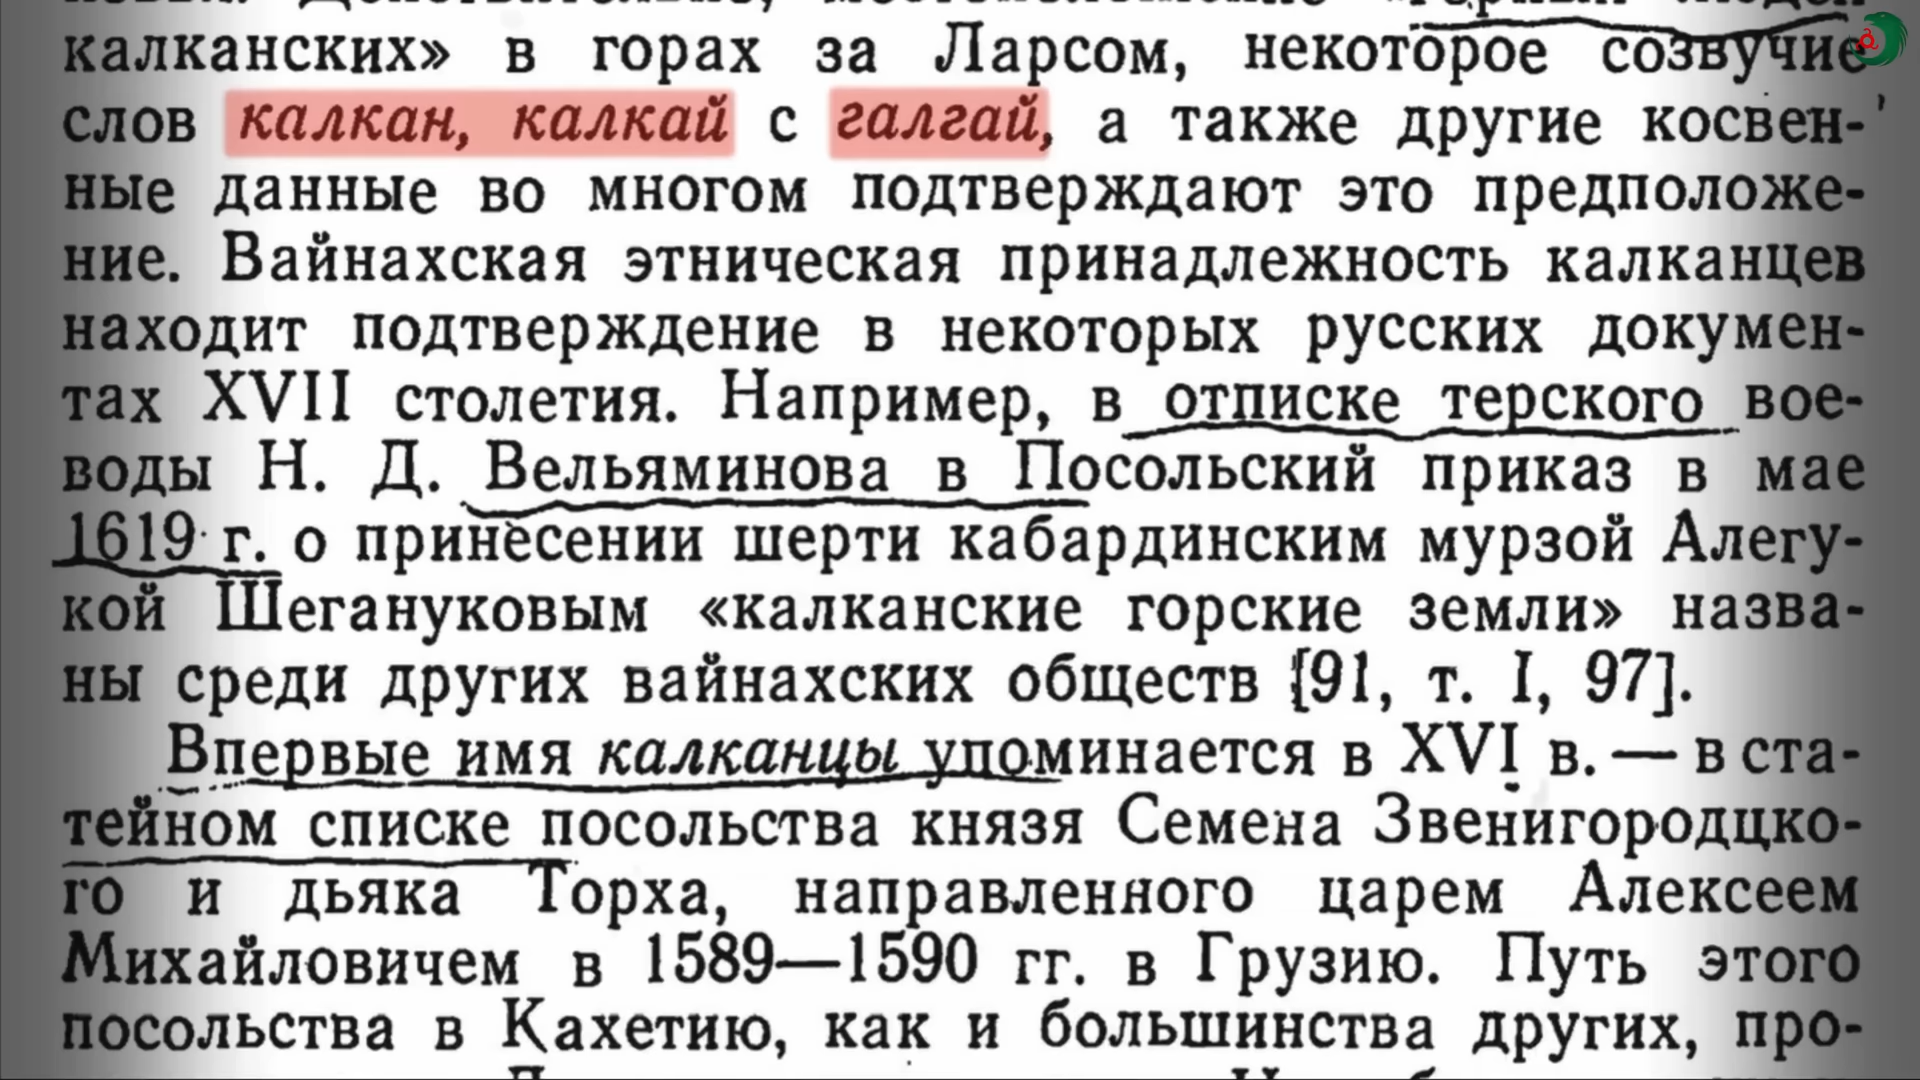 калканских» в горах за Ларсом, некоторое созвучие
слов калкан, калкай с галгай, а также другие косвен-
ные данные во многом подтверждают это предположе-
ние. Вайнахская этническая принадлежность калканцев
находит подтверждение в некоторых русских докумен-
тах XVII столетия. Например, в отписке терского вое-
воды Н. Д. Вельяминова в Посольский приказ в мае
1619 г. о принесении шерти кабардинским мурзой Алегу-
кой Шегануковым «калканские горские земли» назва-
ны среди других вайнахских обществ [91, т. I, 97].
Впервые имя калканцы упоминается в XVI в. — в ста-
тейном списке посольства князя Семена Звенигородцко-
го и дьяка Торха, направленного царем Алексеем
Михайловичем в 1589—1590 гг. в Грузию. Путь этого
посольства в Кахетию, как и большинства других, про-